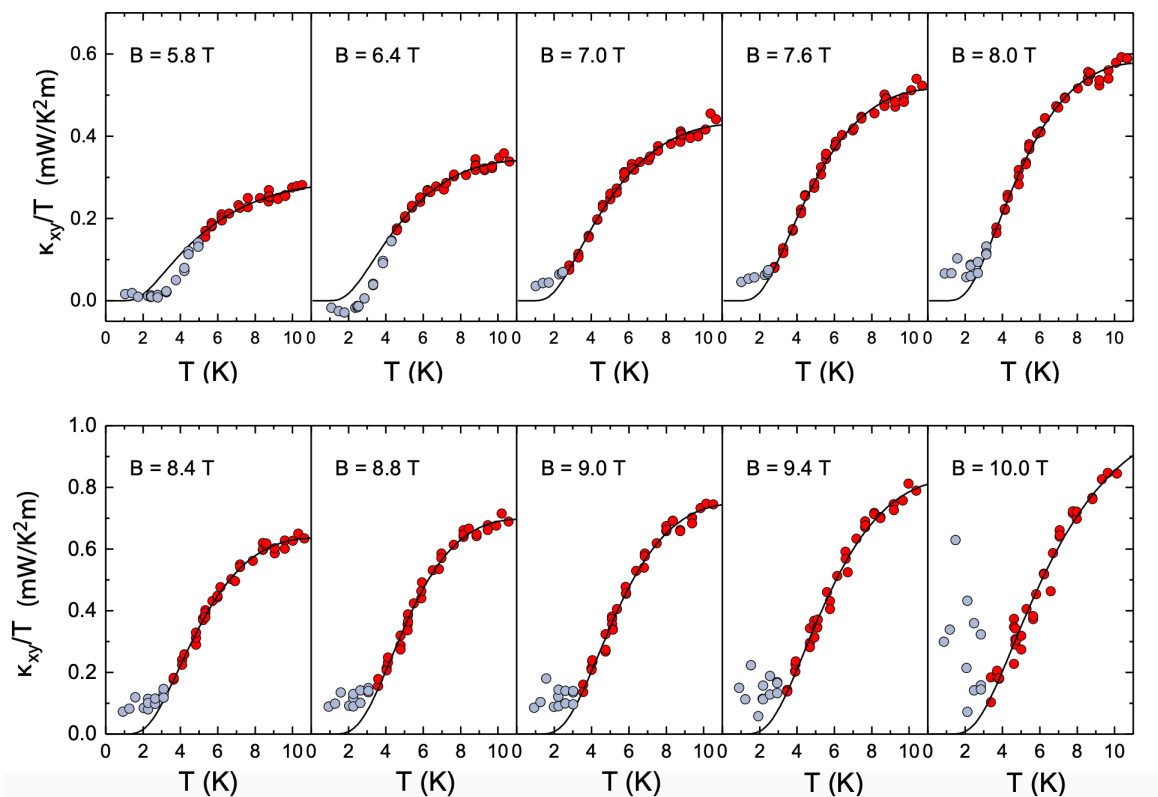 B = 5.8 T
B = 6.4 T
B = 7.0 T
B = 7.6 T
B = 8.0 T
0.6
0.4
0.2
0.0
κxy/T (mW/K²m)
0 2 4 6 8 10 0 2 4 6 8 10 0 2 4 6 8 10 0 2 4 6 8 10 0 2 4 6 8 10
T (K) T (K) T (K) T (K) T (K)
B = 8.4 T
B = 8.8 T
B = 9.0 T
B = 9.4 T
B = 10.0 T
1.0
0.8
0.6
0.4
0.2
0.0
κxy/T (mW/K²m)
0 2 4 6 8 10 0 2 4 6 8 10 0 2 4 6 8 10 0 2 4 6 8 10 0 2 4 6 8 10
T (K) T (K) T (K) T (K) T (K)